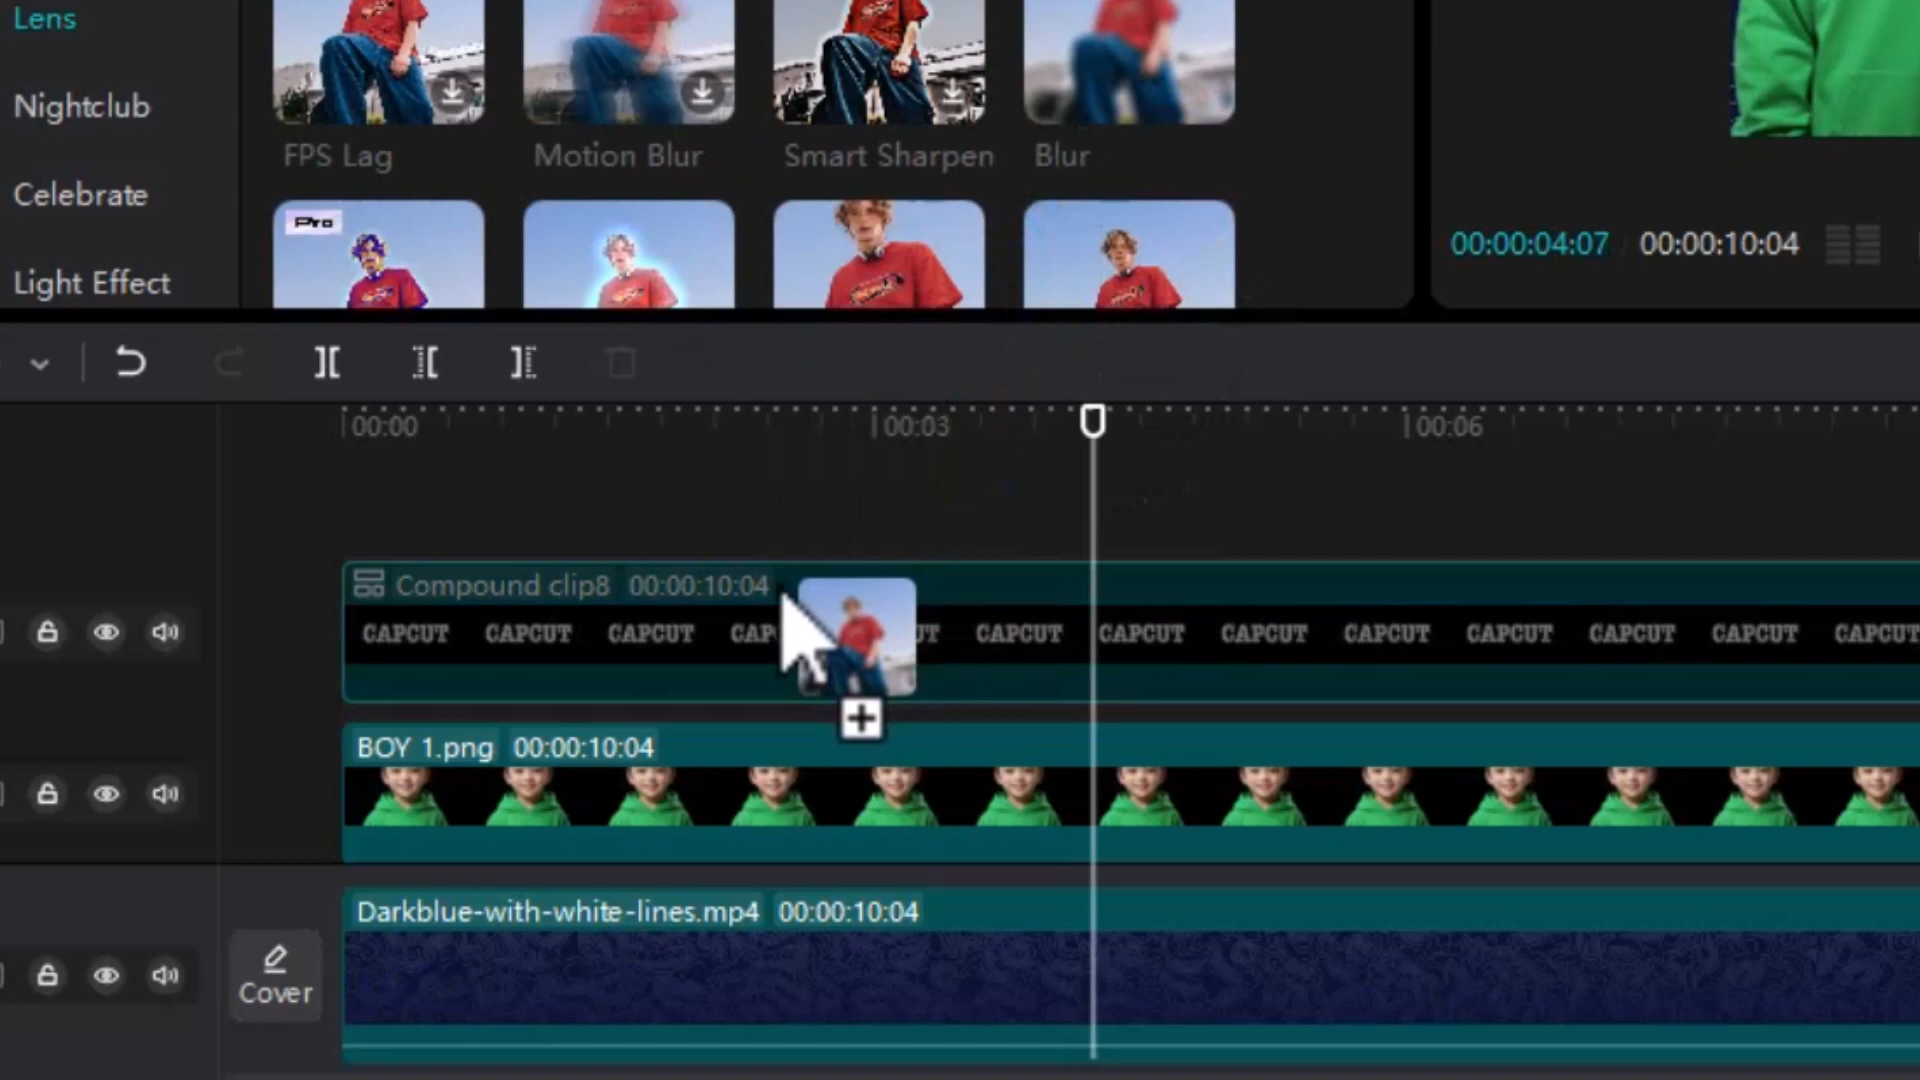 Lens
Nightclub
Celebrate
Light Effect
FPS Lag
Motion Blur
Smart Sharpen
Blur
Pro
00:00:04:07
00:00:10:04
00:00
00:03
00:06
Compound clip8 00:00:10:04
CAPCUT CAPCUT CAPCUT CAP UT CAPCUT CAPCUT CAPCUT CAPCUT CAPCUT CAPCUT CAPCUT CAPCUT
BOY 1.png 00:00:10:04
Darkblue-with-white-lines.mp4 00:00:10:04
Cover